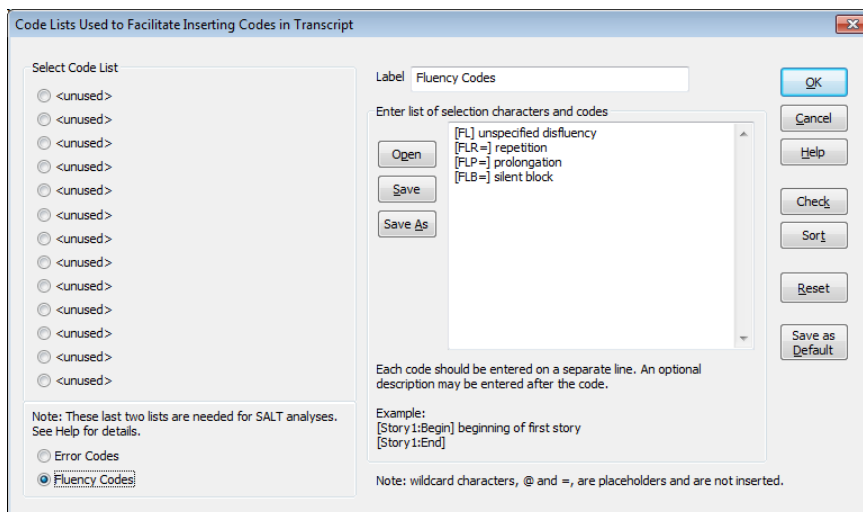 Code Lists Used to Facilitate Inserting Codes in Transcript
Select Code List
<unused>
<unused>
<unused>
<unused>
<unused>
<unused>
<unused>
<unused>
<unused>
<unused>
<unused>
<unused>
<unused>
Note: These last two lists are needed for SALT analyses.
See Help for details.
Error Codes
Fluency Codes
Label Fluency Codes
Enter list of selection characters and codes
Open
Save
Save As
[FL] unspecified disfluency
[FLR=] repetition
[FLP=] prolongation
[FLB=] silent block
Each code should be entered on a separate line. An optional
description may be entered after the code.
Example:
[Story1:Begin] beginning of first story
[Story1:End]
Note: wildcard characters, @ and =, are placeholders and are not inserted.
OK
Cancel
Help
Check
Sort
Reset
Save as
Default